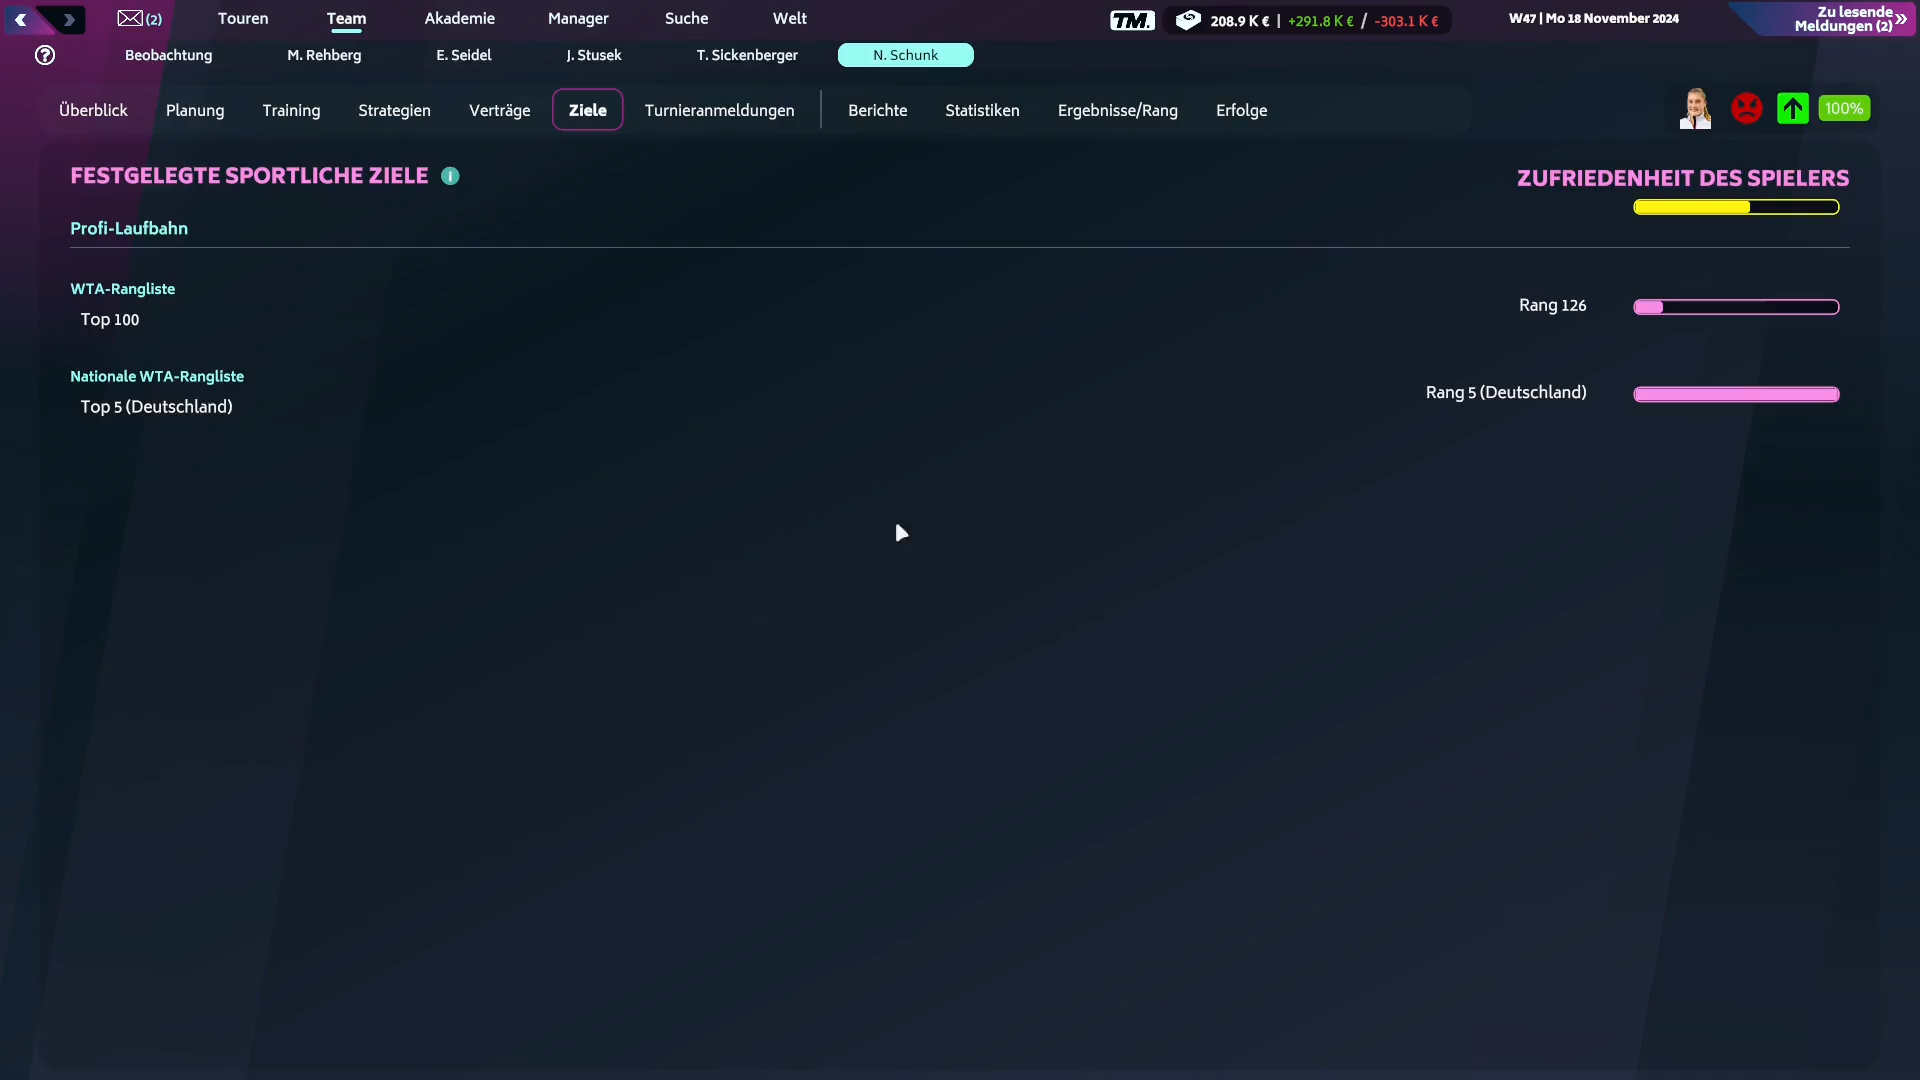 (2)
Touren
Team
Akademie
Manager
Suche
Welt
TM.
208.9 K € | +291.8 K € / -303.1 K €
W47 | Mo 18 November 2024
Zu lesende
Meldungen (2)
Beobachtung
M. Rehberg
E. Seidel
J. Stusek
T. Sickenberger
N. Schunk
Überblick
Planung
Training
Strategien
Verträge
Ziele
Turnieranmeldungen
Berichte
Statistiken
Ergebnisse/Rang
Erfolge
100%
FESTGELEGTE SPORTLICHE ZIELE
ZUFRIEDENHEIT DES SPIELERS
Profi-Laufbahn
WTA-Rangliste
Top 100
Rang 126
Nationale WTA-Rangliste
Top 5 (Deutschland)
Rang 5 (Deutschland)